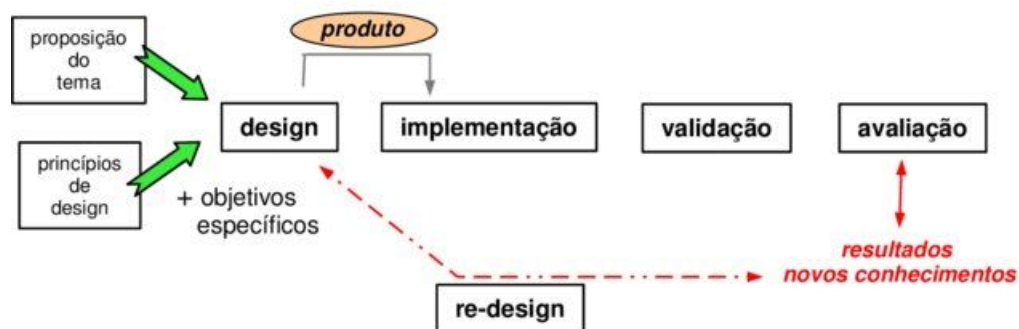 proposição
do
tema
produto
design
implementação
validação
avaliação
princípios
de
design
+ objetivos
específicos
resultados
novos conhecimentos
re-design